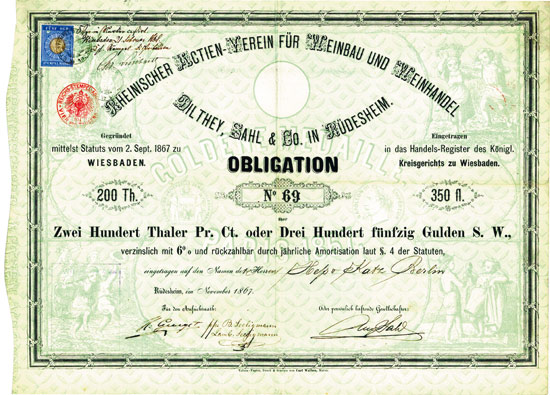 RHEINISCHER ACTIEN-VEREIN FÜR WEINBAU UND WEINHANDEL
DILTHEY, SAHL & CO. IN RÜDESHEIM.
Gegründet
mittelst Statuts vom 2. Sept. 1867 zu
WIESBADEN.
Eingetragen
in das Handels-Register des Königl.
Kreisgerichts zu Wiesbaden.
OBLIGATION
200 Th.
No 69
350 fl.
über
Zwei Hundert Thaler Pr. Ct. oder Drei Hundert fünfzig Gulden S. W.,
verzinslich mit 6% und rückzahlbar durch jährliche Amortisation laut §. 4 der Statuten,
eingetragen auf den Namen des Herrn Katz Berlin
Rüdesheim, im November 1867.
Für den Aufsichtsrath:
Der persönlich haftende Gesellschafter: